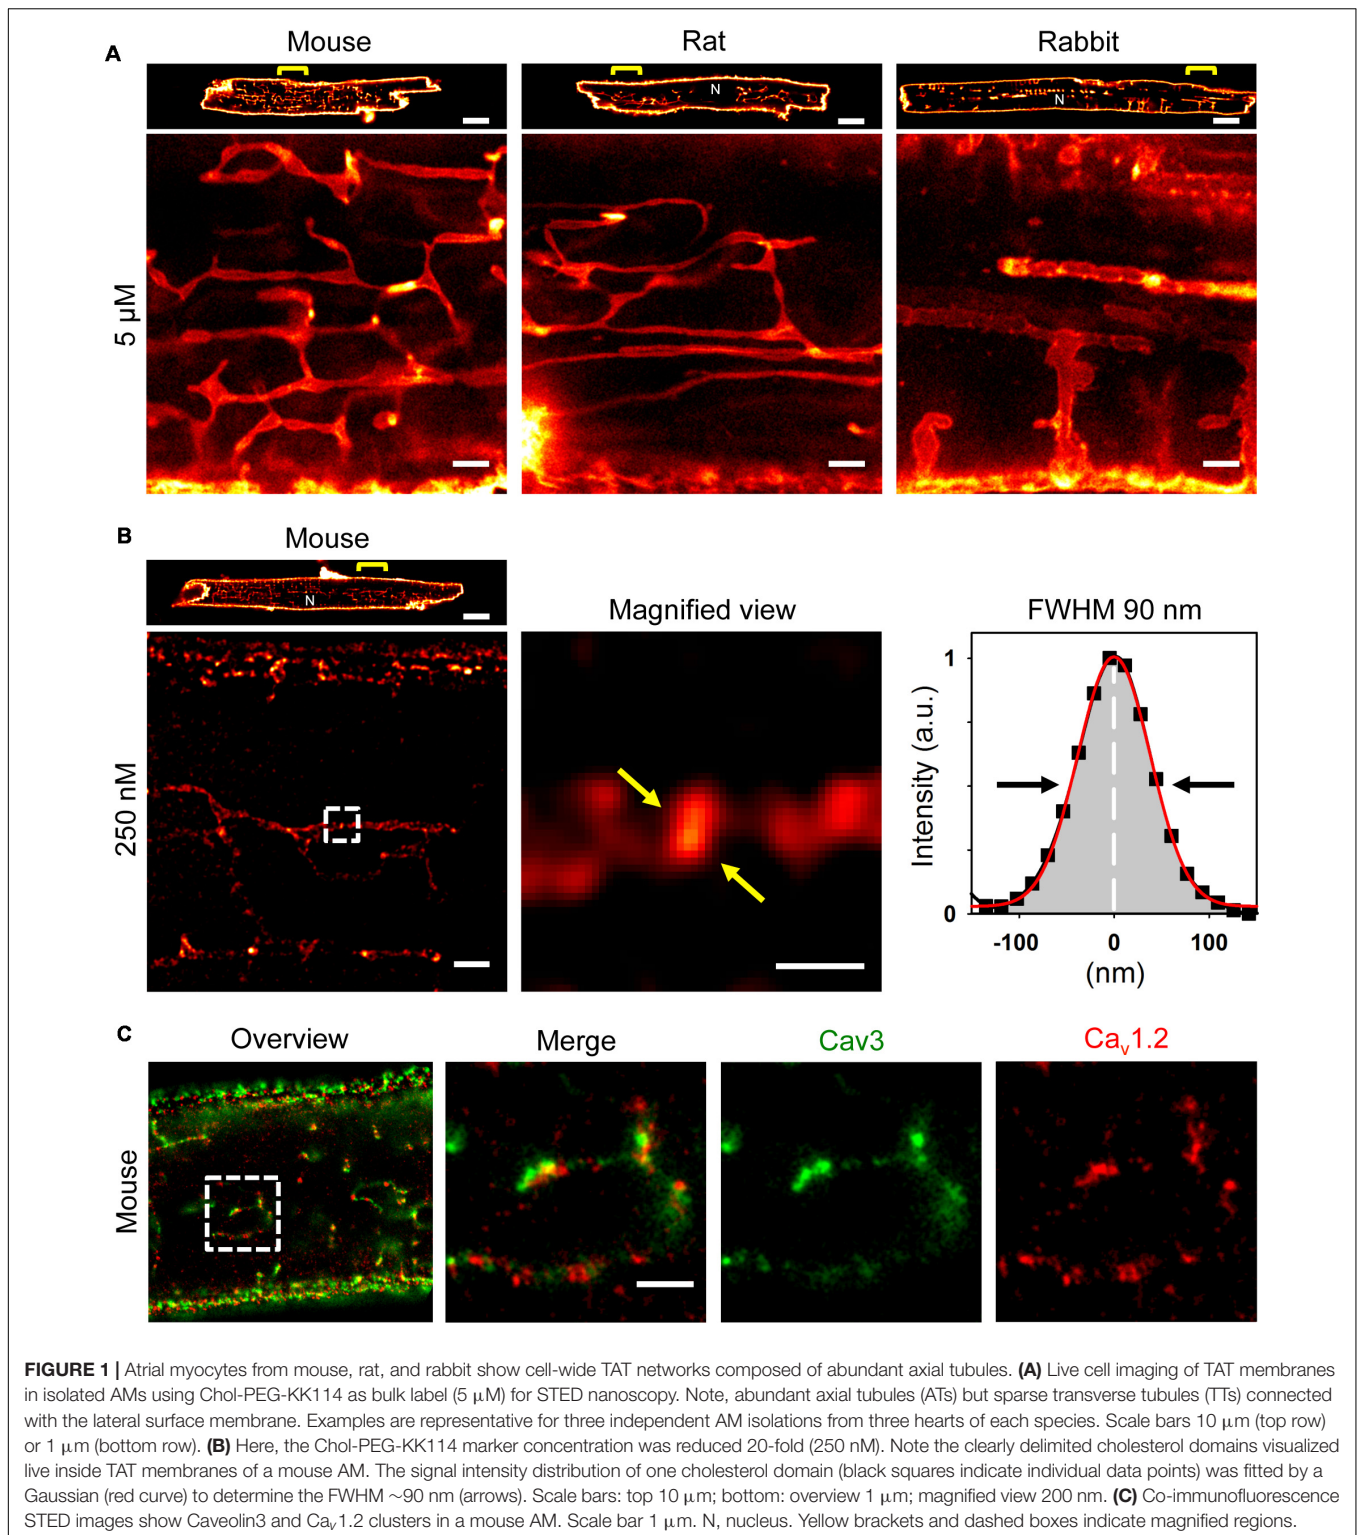 A
Mouse
Rat
Rabbit
N
N
5 µM
B
Mouse
N
250 nM
Magnified view
FWHM 90 nm
Intensity (a.u.)
1
0
-100
0
100
(nm)
C
Overview
Merge
Cav3
Cav1.2
Mouse
FIGURE 1 | Atrial myocytes from mouse, rat, and rabbit show cell-wide TAT networks composed of abundant axial tubules. (A) Live cell imaging of TAT membranes
in isolated AMs using Chol-PEG-KK114 as bulk label (5 µM) for STED nanoscopy. Note, abundant axial tubules (ATs) but sparse transverse tubules (TTs) connected
with the lateral surface membrane. Examples are representative for three independent AM isolations from three hearts of each species. Scale bars 10 µm (top row)
or 1 µm (bottom row). (B) Here, the Chol-PEG-KK114 marker concentration was reduced 20-fold (250 nM). Note the clearly delimited cholesterol domains visualized
live inside TAT membranes of a mouse AM. The signal intensity distribution of one cholesterol domain (black squares indicate individual data points) was fitted by a
Gaussian (red curve) to determine the FWHM ∼90 nm (arrows). Scale bars: top 10 µm; bottom: overview 1 µm; magnified view 200 nm. (C) Co-immunofluorescence
STED images show Caveolin3 and Cav1.2 clusters in a mouse AM. Scale bar 1 µm. N, nucleus. Yellow brackets and dashed boxes indicate magnified regions.